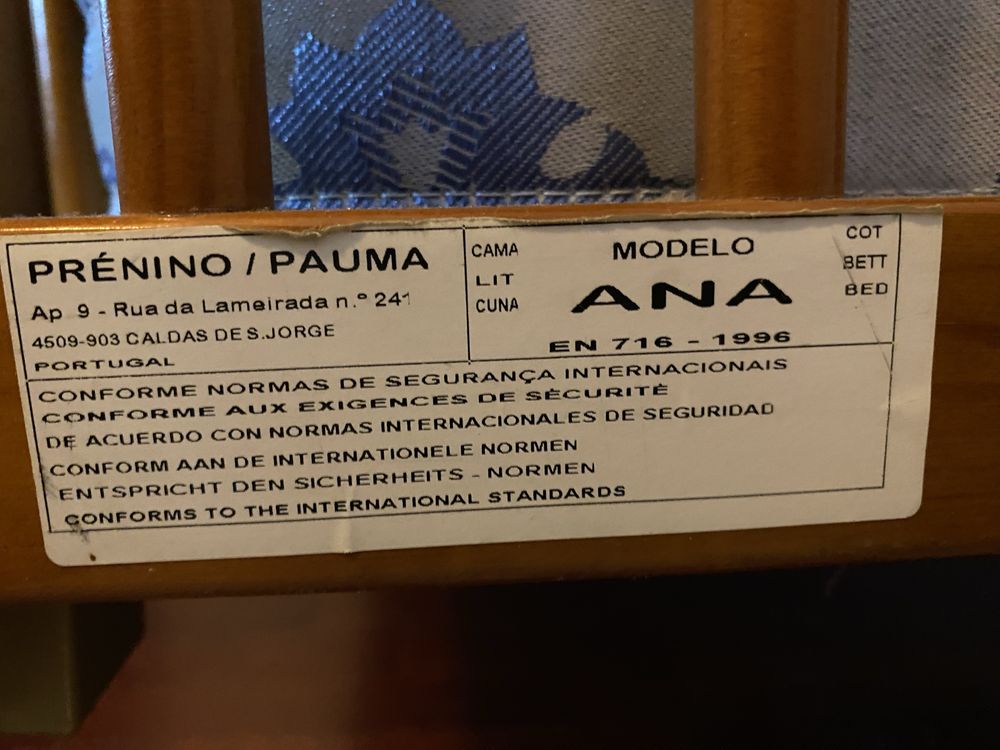 PRÉNINO / PAUMA
Ap 9 - Rua da Lameirada n.º 241
4509-903 CALDAS DE S.JORGE
PORTUGAL
CAMA
LIT
CUNA
MODELO
ANA
EN 716 - 1996
COT
BETT
BED
CONFORME NORMAS DE SEGURANÇA INTERNACIONAIS
CONFORME AUX EXIGENCES DE SÉCURITÉ
DE ACUERDO CON NORMAS INTERNACIONALES DE SEGURIDAD
CONFORM AAN DE INTERNATIONELE NORMEN
ENTSPRICHT DEN SICHERHEITS - NORMEN
CONFORMS TO THE INTERNATIONAL STANDARDS